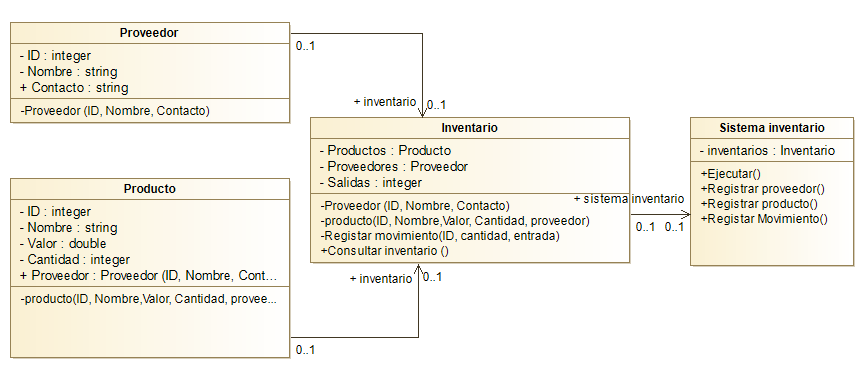 Proveedor
- ID : integer
- Nombre : string
+ Contacto : string
-Proveedor (ID, Nombre, Contacto)
0..1
+ inventario
0..1
Inventario
- Productos : Producto
- Proveedores : Proveedor
- Salidas : integer
-Proveedor (ID, Nombre, Contacto)
-producto(ID, Nombre,Valor, Cantidad, proveedor)
-Registar movimiento(ID, cantidad, entrada)
+Consultar inventario ()
+ sistema inventario
0..1
0..1
Sistema inventario
- inventarios : Inventario
+Ejecutar()
+Registrar proveedor()
+Registrar producto()
+Registar Movimiento()
Producto
- ID : integer
- Nombre : string
- Valor : double
- Cantidad : integer
+ Proveedor : Proveedor (ID, Nombre, Cont...
-producto(ID, Nombre,Valor, Cantidad, provee...
+ inventario
0..1
0..1